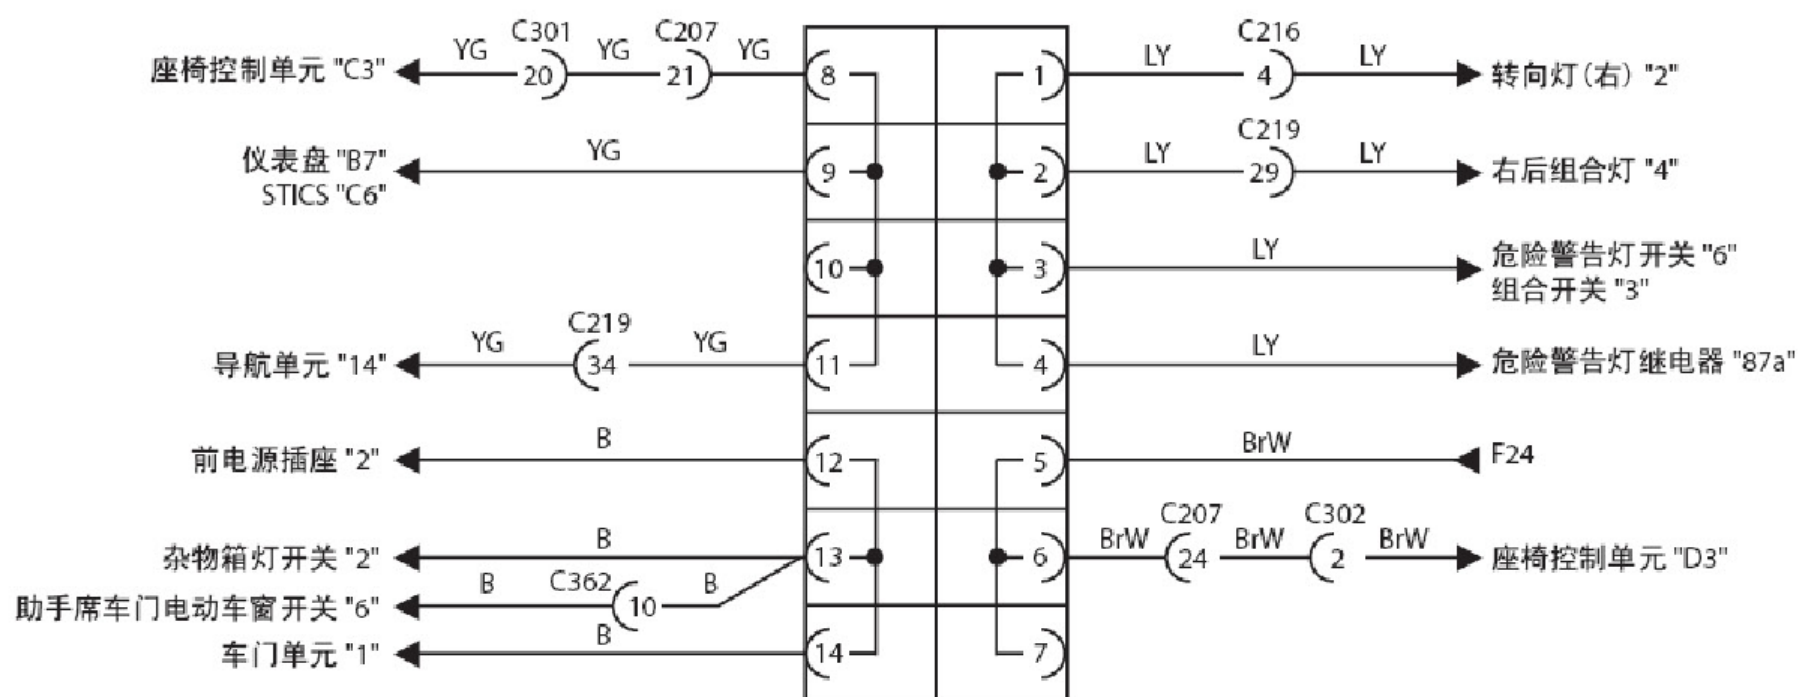 C301 C207 C216
YG YG YG LY LY
座椅控制单元 "C3" 20 21 8 1 4 转向灯(右) "2"
C219
仪表盘 "B7" YG LY LY
9 2 29 右后组合灯 "4"
STICS "C6"
LY 危险警告灯开关 "6"
10 3
组合开关 "3"
C219
YG YG LY
导航单元 "14" 34 11 4 危险警告灯继电器 "87a"
B BrW
前电源插座 "2" 12 5 F24
C207 C302
B BrW BrW BrW
杂物箱灯开关 "2" 13 6 24 2 座椅控制单元 "D3"
B C362 B
助手席车门电动车窗开关 "6" 10
B
车门单元 "1" 14 7